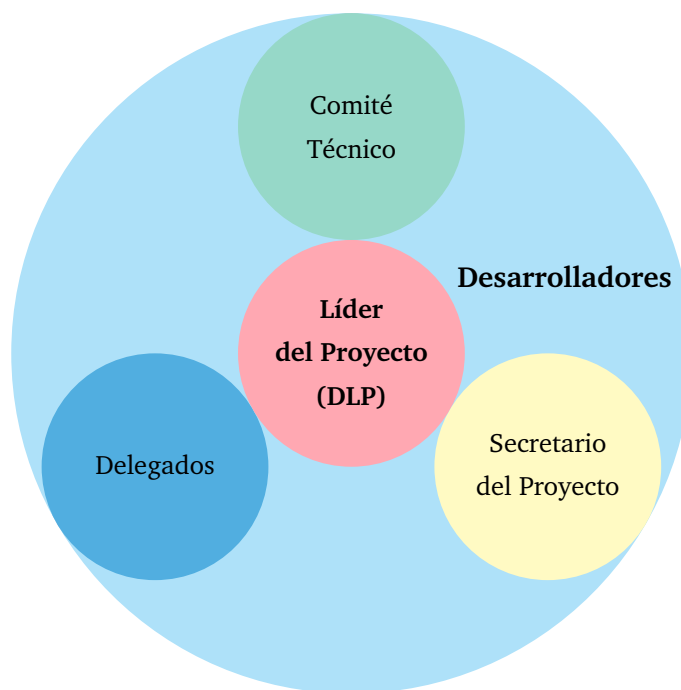 Comité
Técnico
Desarrolladores
Líder
del Proyecto
(DLP)
Delegados
Secretario
del Proyecto